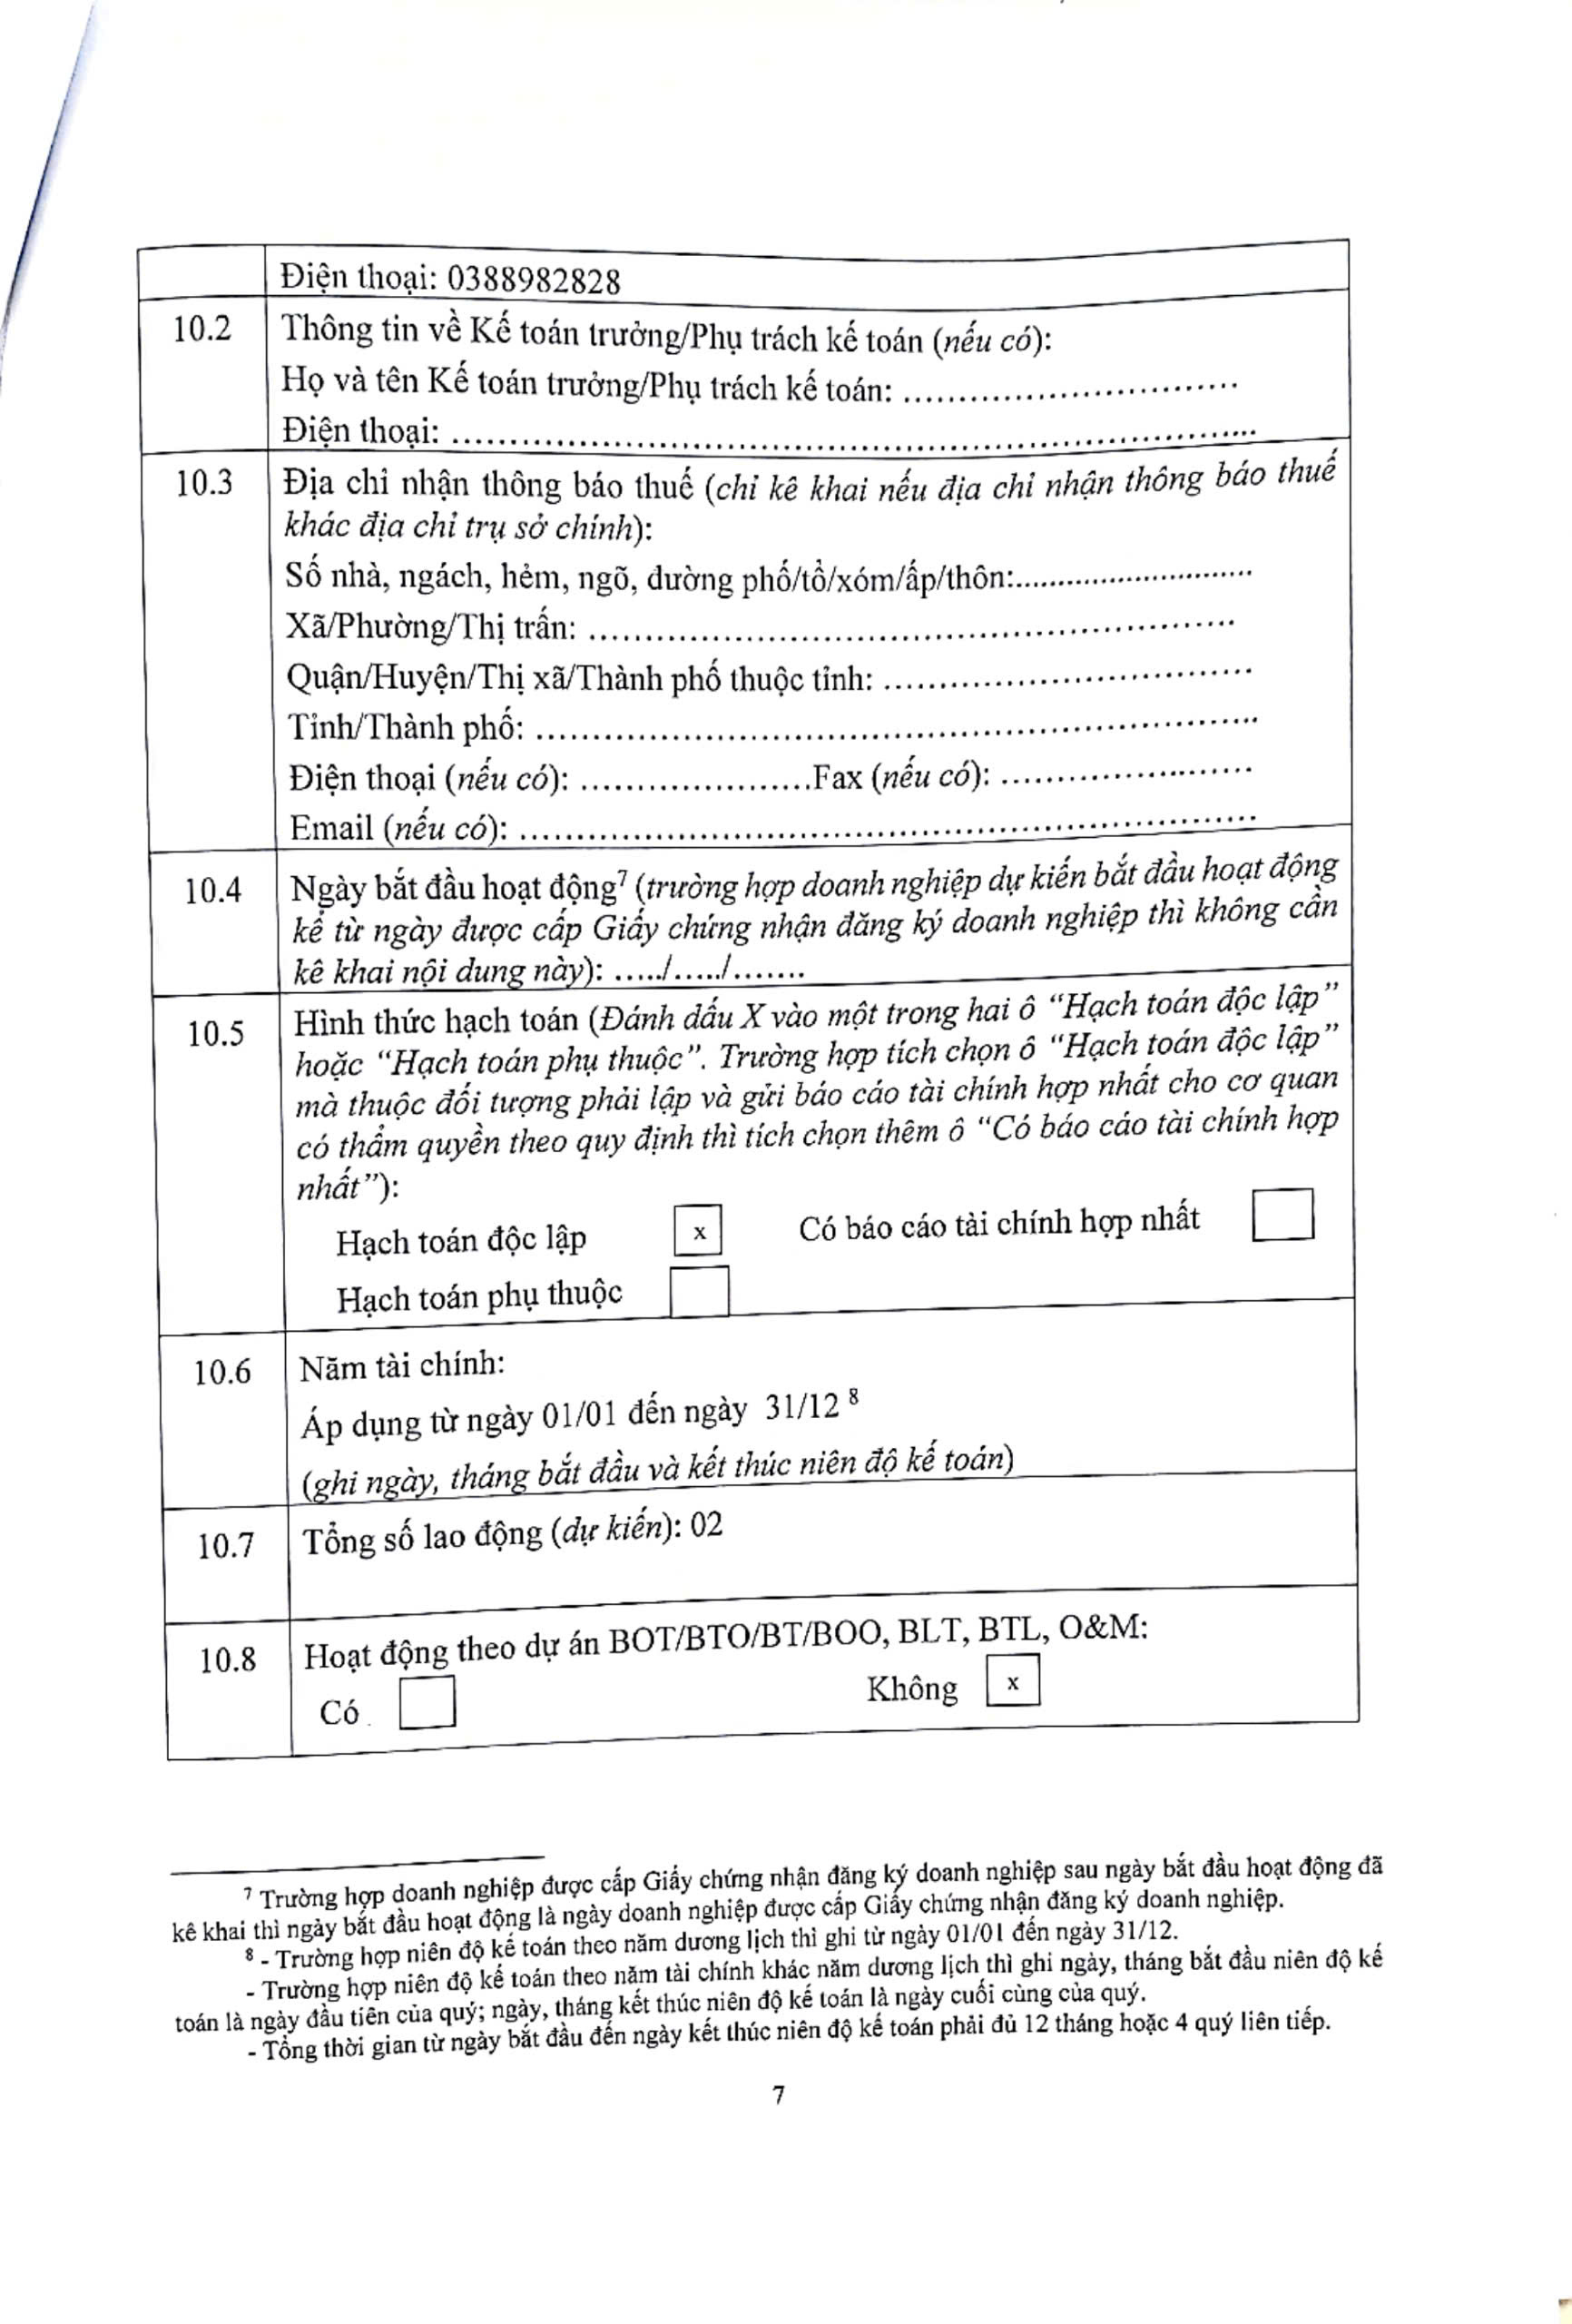 Điện thoại: 0388982828
10.2 Thông tin về Kế toán trưởng/Phụ trách kế toán (nếu có):
Họ và tên Kế toán trưởng/Phụ trách kế toán: ..................................
Điện thoại: ..............................................................................
10.3 Địa chỉ nhận thông báo thuế (chỉ kê khai nếu địa chỉ nhận thông báo thuế
khác địa chỉ trụ sở chính):
Số nhà, ngách, hẻm, ngõ, đường phố/tổ/xóm/ấp/thôn:...........................
Xã/Phường/Thị trấn: ...............................................................
Quận/Huyện/Thị xã/Thành phố thuộc tỉnh: ....................................
Tỉnh/Thành phố: .....................................................................
Điện thoại (nếu có): ......................Fax (nếu có): .........................
Email (nếu có): .......................................................................
10.4 Ngày bắt đầu hoạt động7 (trường hợp doanh nghiệp dự kiến bắt đầu hoạt động
kể từ ngày được cấp Giấy chứng nhận đăng ký doanh nghiệp thì không cần
kê khai nội dung này): ...../...../.......
10.5 Hình thức hạch toán (Đánh dấu X vào một trong hai ô “Hạch toán độc lập”
hoặc “Hạch toán phụ thuộc”. Trường hợp tích chọn ô “Hạch toán độc lập”
mà thuộc đối tượng phải lập và gửi báo cáo tài chính hợp nhất cho cơ quan
có thẩm quyền theo quy định thì tích chọn thêm ô “Có báo cáo tài chính hợp
nhất”):
Hạch toán độc lập x Có báo cáo tài chính hợp nhất
Hạch toán phụ thuộc
10.6 Năm tài chính:
Áp dụng từ ngày 01/01 đến ngày 31/12 8
(ghi ngày, tháng bắt đầu và kết thúc niên độ kế toán)
10.7 Tổng số lao động (dự kiến): 02
10.8 Hoạt động theo dự án BOT/BTO/BT/BOO, BLT, BTL, O&M:
Có Không x
7 Trường hợp doanh nghiệp được cấp Giấy chứng nhận đăng ký doanh nghiệp sau ngày bắt đầu hoạt động đã
kê khai thì ngày bắt đầu hoạt động là ngày doanh nghiệp được cấp Giấy chứng nhận đăng ký doanh nghiệp.
8 - Trường hợp niên độ kế toán theo năm dương lịch thì ghi từ ngày 01/01 đến ngày 31/12.
- Trường hợp niên độ kế toán theo năm tài chính khác năm dương lịch thì ghi ngày, tháng bắt đầu niên độ kế
toán là ngày đầu tiên của quý; ngày, tháng kết thúc niên độ kế toán là ngày cuối cùng của quý.
- Tổng thời gian từ ngày bắt đầu đến ngày kết thúc niên độ kế toán phải đủ 12 tháng hoặc 4 quý liên tiếp.
7